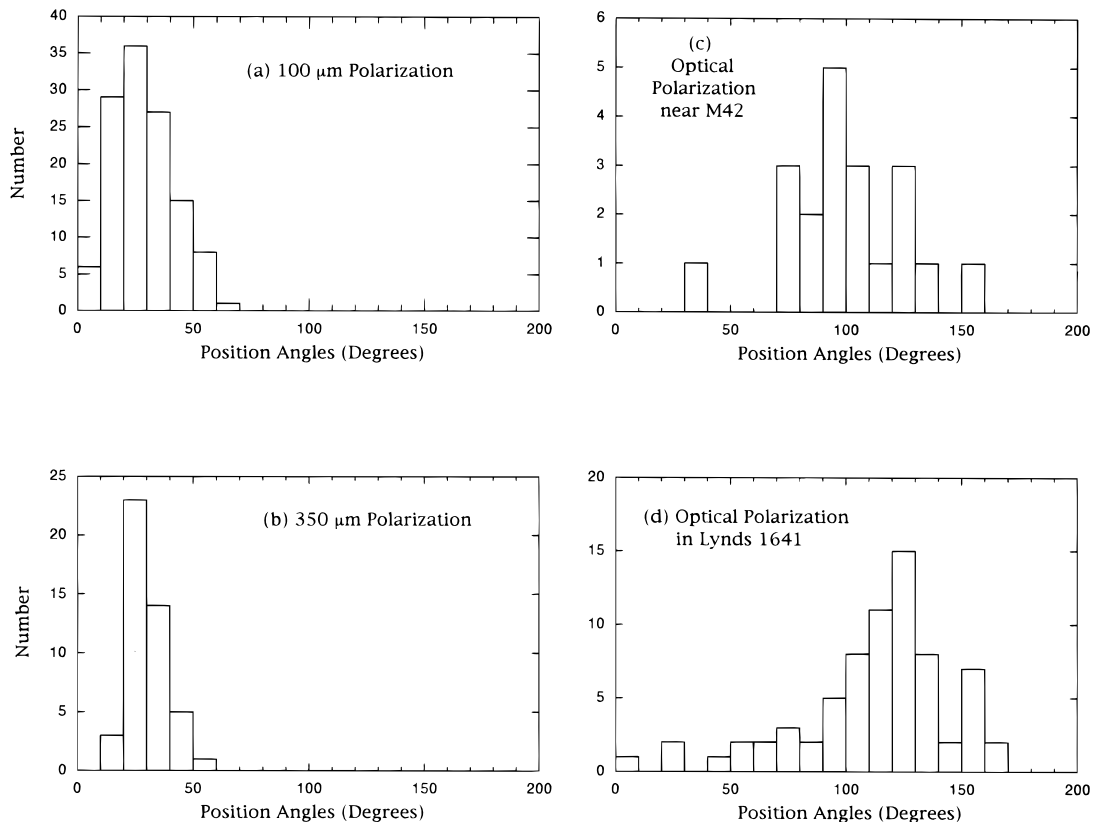 40
35
30
25
20
15
10
5
0
Number
(a) 100 μm Polarization
0 50 100 150 200
Position Angles (Degrees)
6
5
4
3
2
1
0
(c)
Optical
Polarization
near M42
0 50 100 150 200
Position Angles (Degrees)
25
20
15
10
5
0
Number
(b) 350 μm Polarization
0 50 100 150 200
Position Angles (Degrees)
20
15
10
5
0
(d) Optical Polarization
in Lynds 1641
0 50 100 150 200
Position Angles (Degrees)